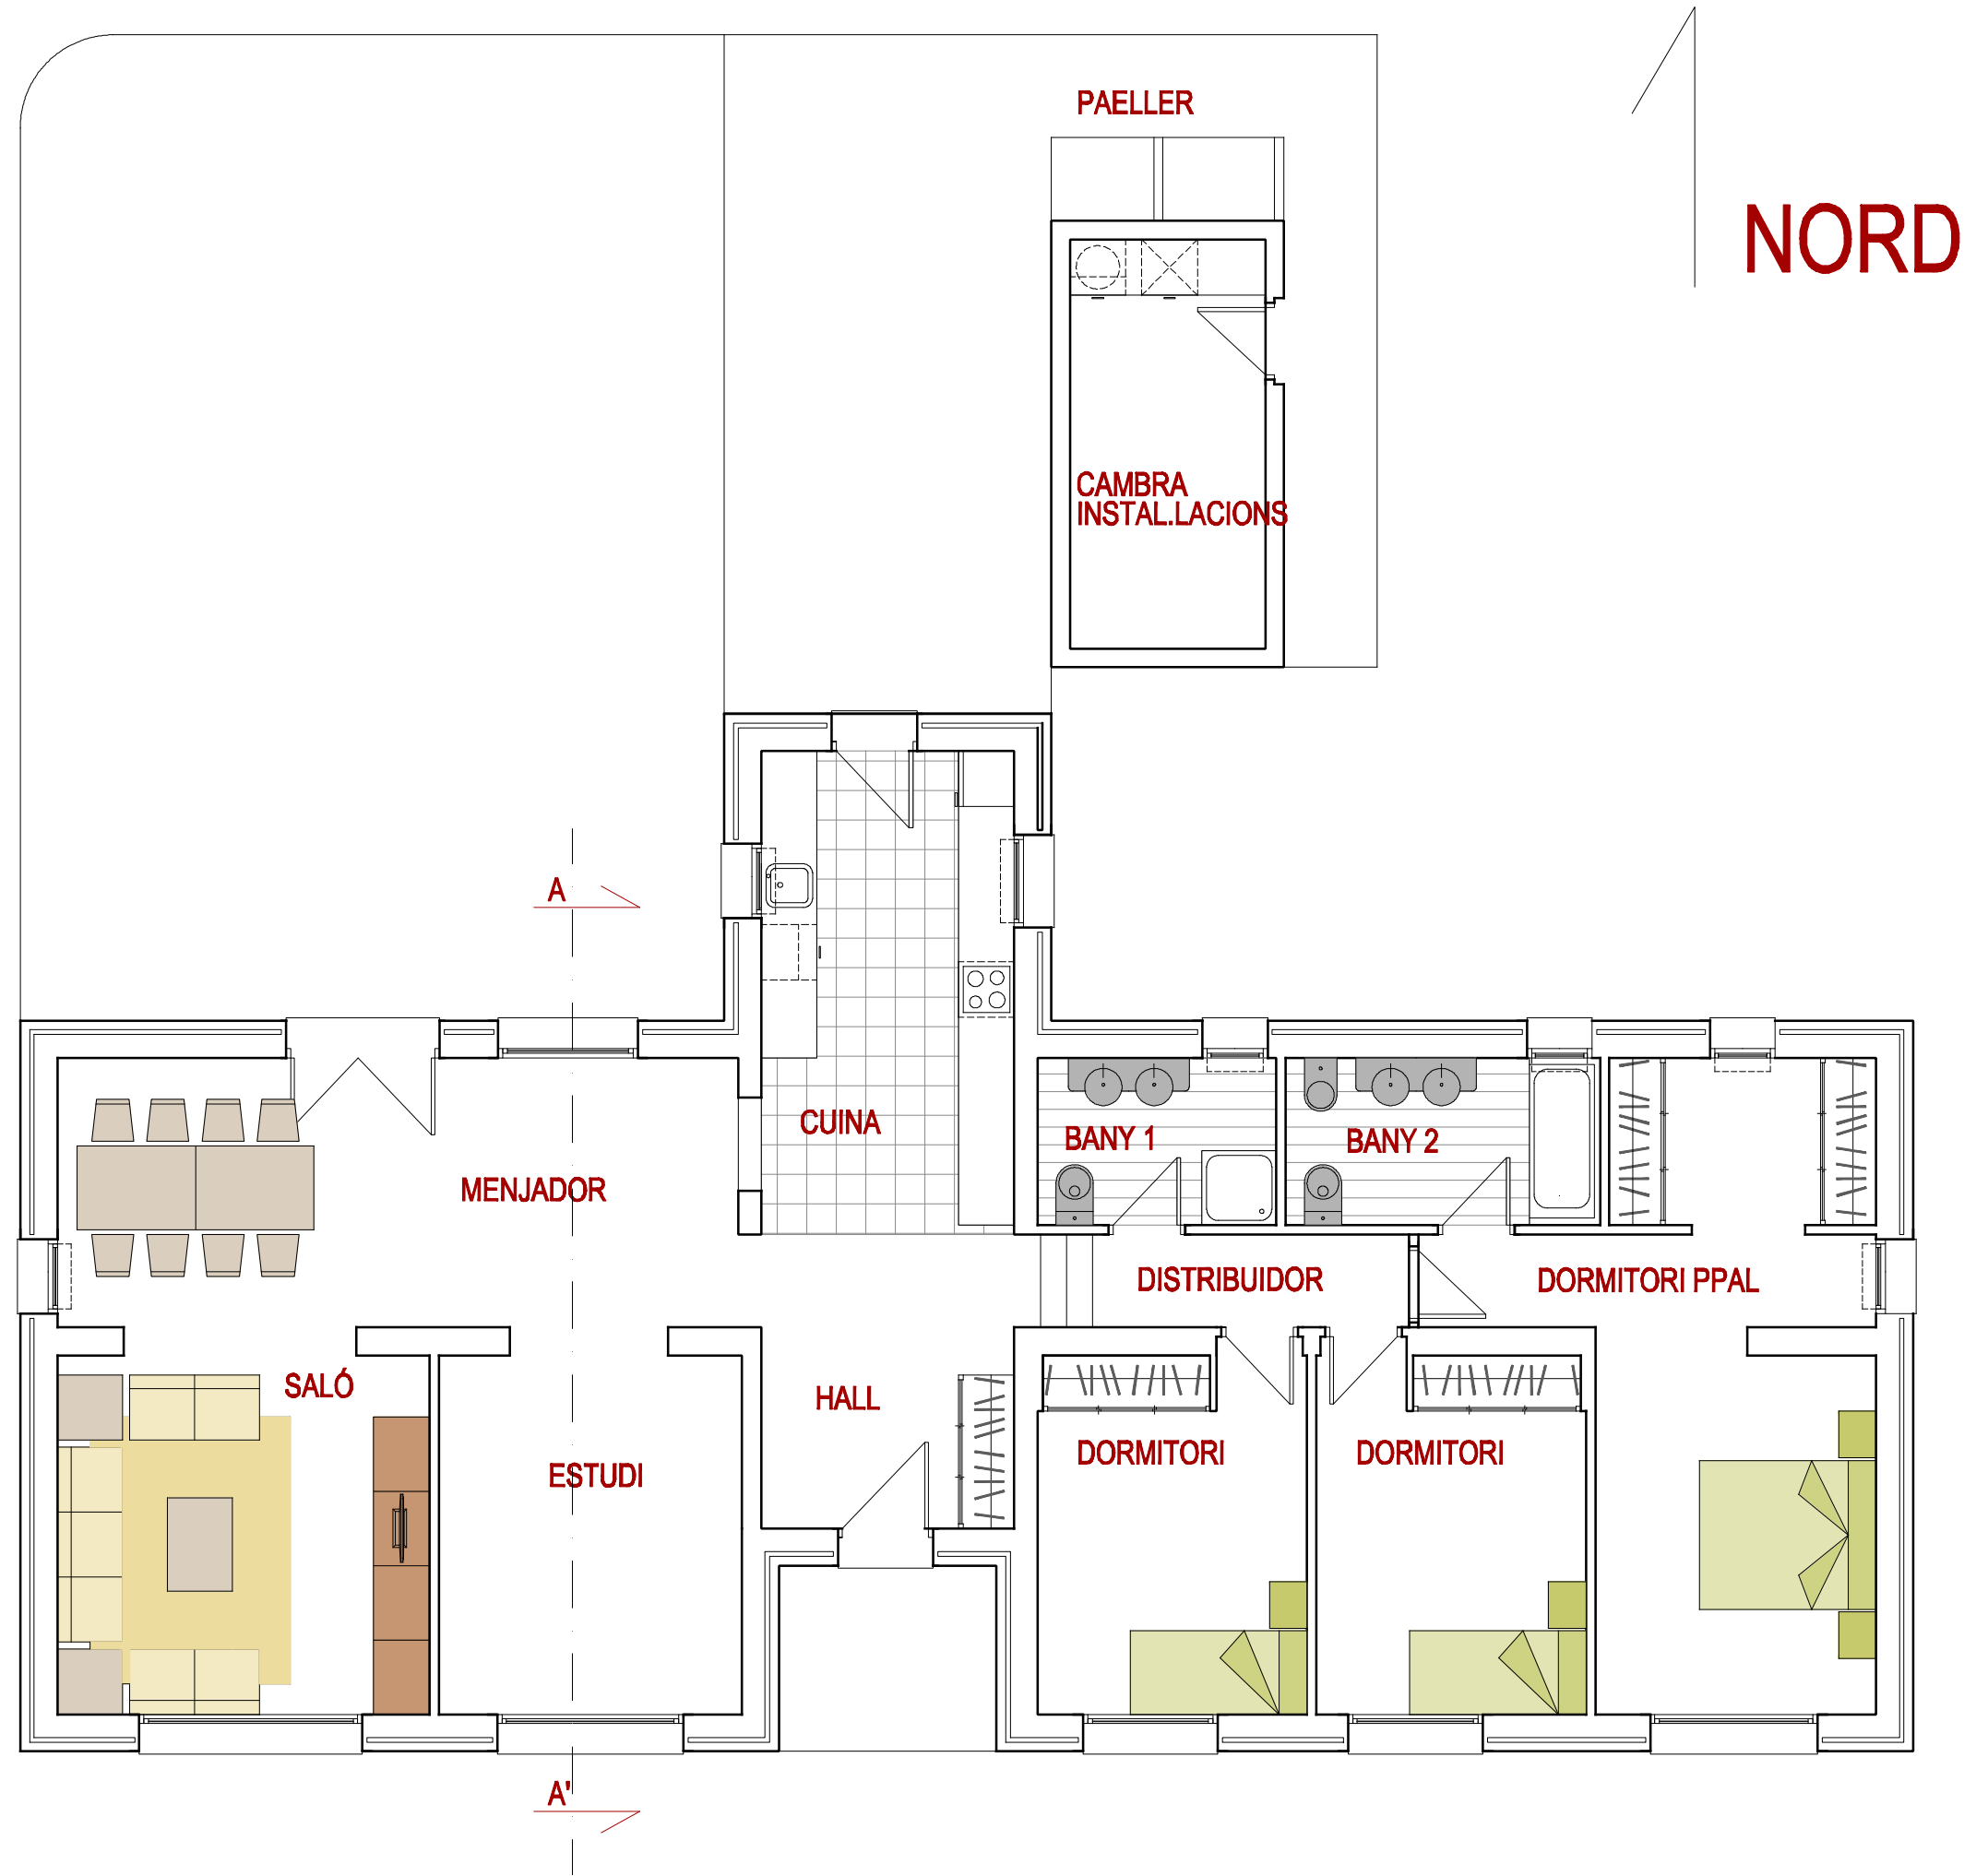 PAELLER
NORD
CAMBRA
INSTAL.LACIONS
A
CUINA
BANY 1
BANY 2
MENJADOR
DISTRIBUIDOR
DORMITORI PPAL
SALÓ
HALL
DORMITORI
DORMITORI
ESTUDI
A'